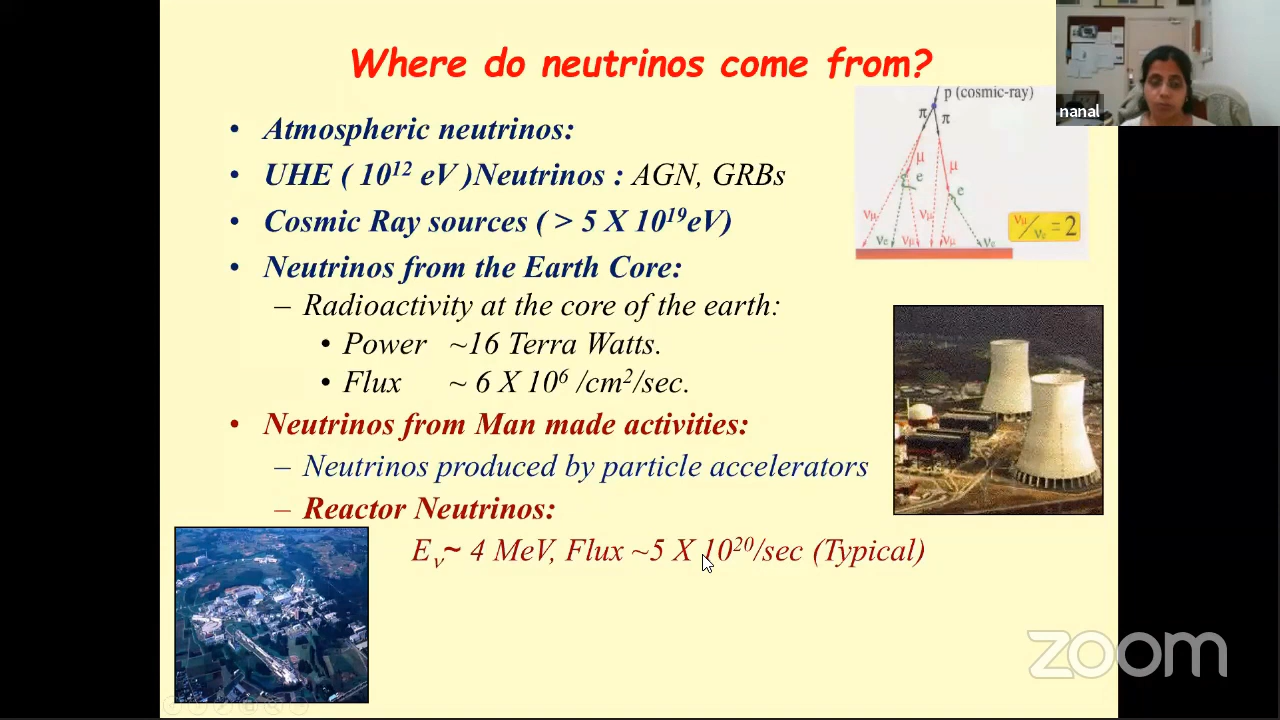 Where do neutrinos come from?
• Atmospheric neutrinos:
• UHE ( 10¹² eV )Neutrinos : AGN, GRBs
• Cosmic Ray sources ( > 5 X 10¹⁹eV)
• Neutrinos from the Earth Core:
– Radioactivity at the core of the earth:
• Power ~16 Terra Watts.
• Flux ~ 6 X 10⁶ /cm²/sec.
• Neutrinos from Man made activities:
– Neutrinos produced by particle accelerators
– Reactor Neutrinos:
Eᵥ~ 4 MeV, Flux ~5 X 10²⁰/sec (Typical)
p (cosmic-ray)
π π
μ μ
e e
νμ νe νμ νμ νμ νe
νμ/νe = 2
nanal
zoom